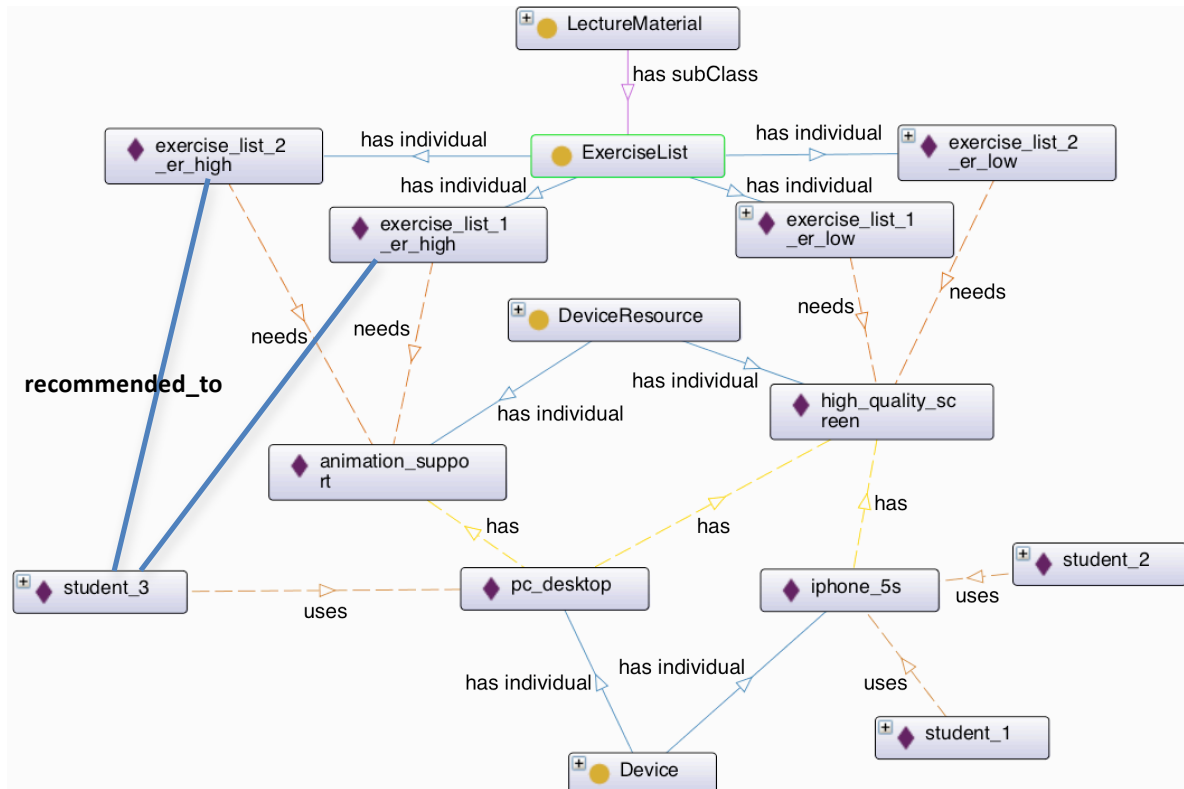 LectureMaterial
has subClass
exercise_list_2
_er_high
has individual
ExerciseList
has individual
exercise_list_2
_er_low
has individual
has individual
exercise_list_1
_er_high
exercise_list_1
_er_low
needs
needs
needs
needs
DeviceResource
recommended_to
has individual
has individual
high_quality_sc
reen
animation_suppo
rt
has
has
has
student_3
uses
pc_desktop
iphone_5s
uses
student_2
has individual
has individual
uses
student_1
Device